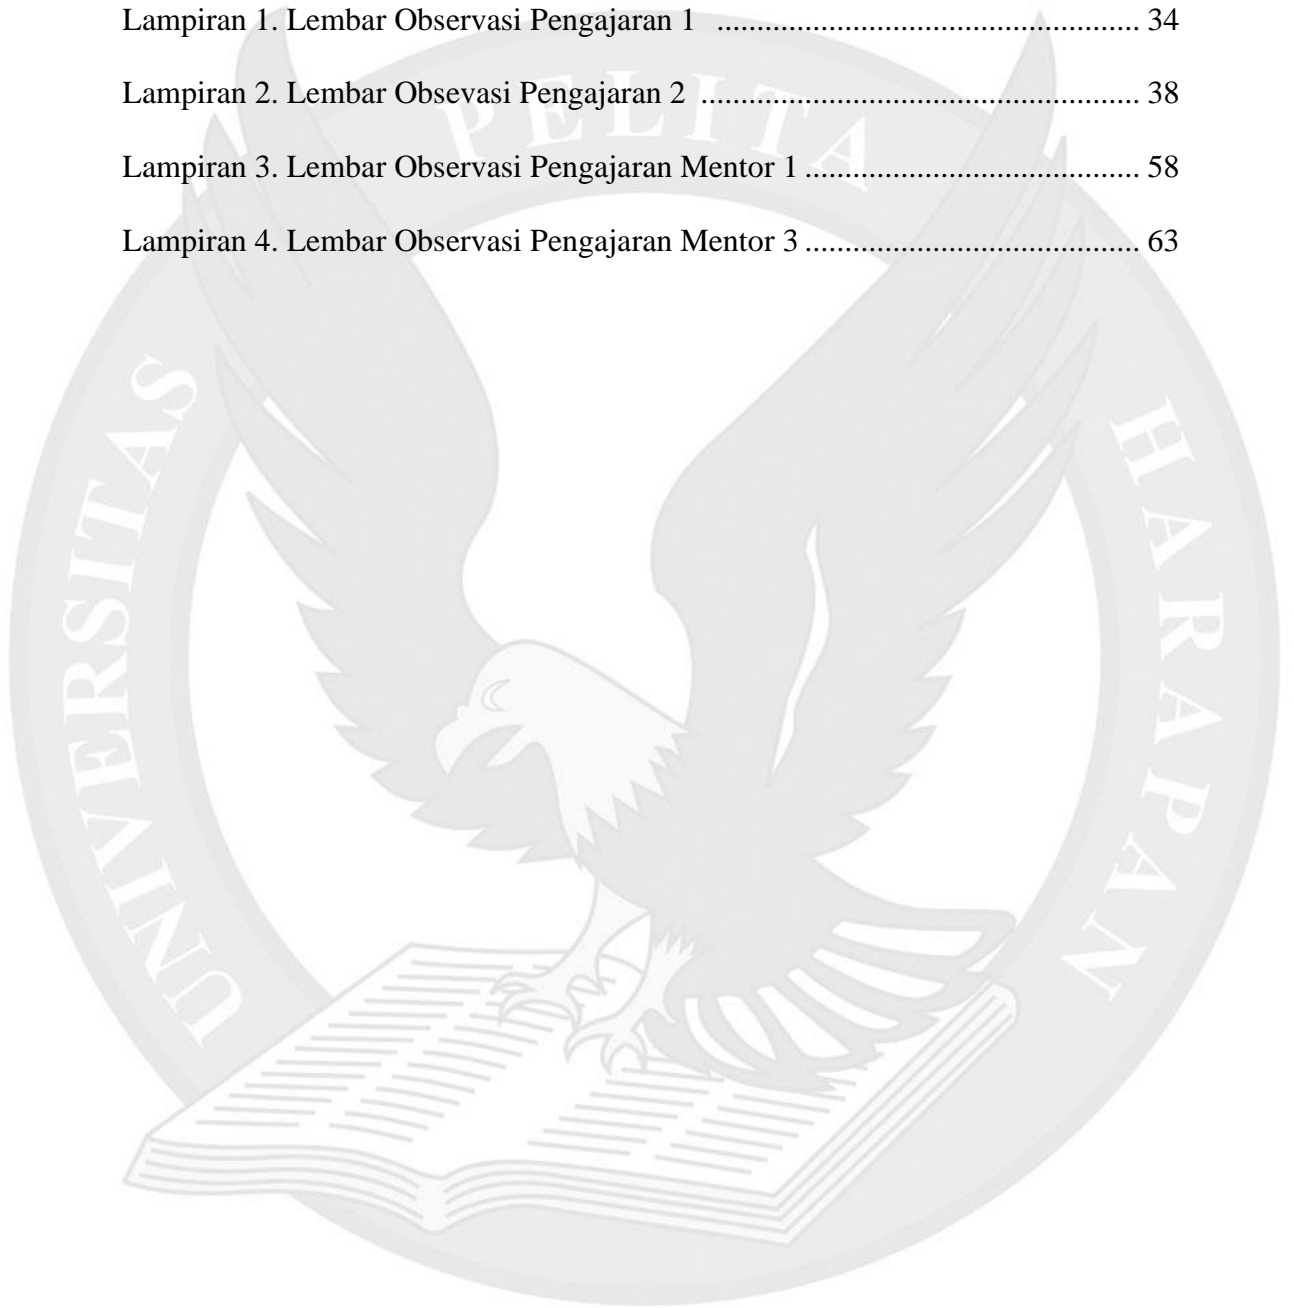 Lampiran 1. Lembar Observasi Pengajaran 1 ................................................... 34
Lampiran 2. Lembar Obsevasi Pengajaran 2 ..................................................... 38
Lampiran 3. Lembar Observasi Pengajaran Mentor 1 ........................................ 58
Lampiran 4. Lembar Observasi Pengajaran Mentor 3 ........................................ 63
UNIVERSITAS PELITA HARAPAN